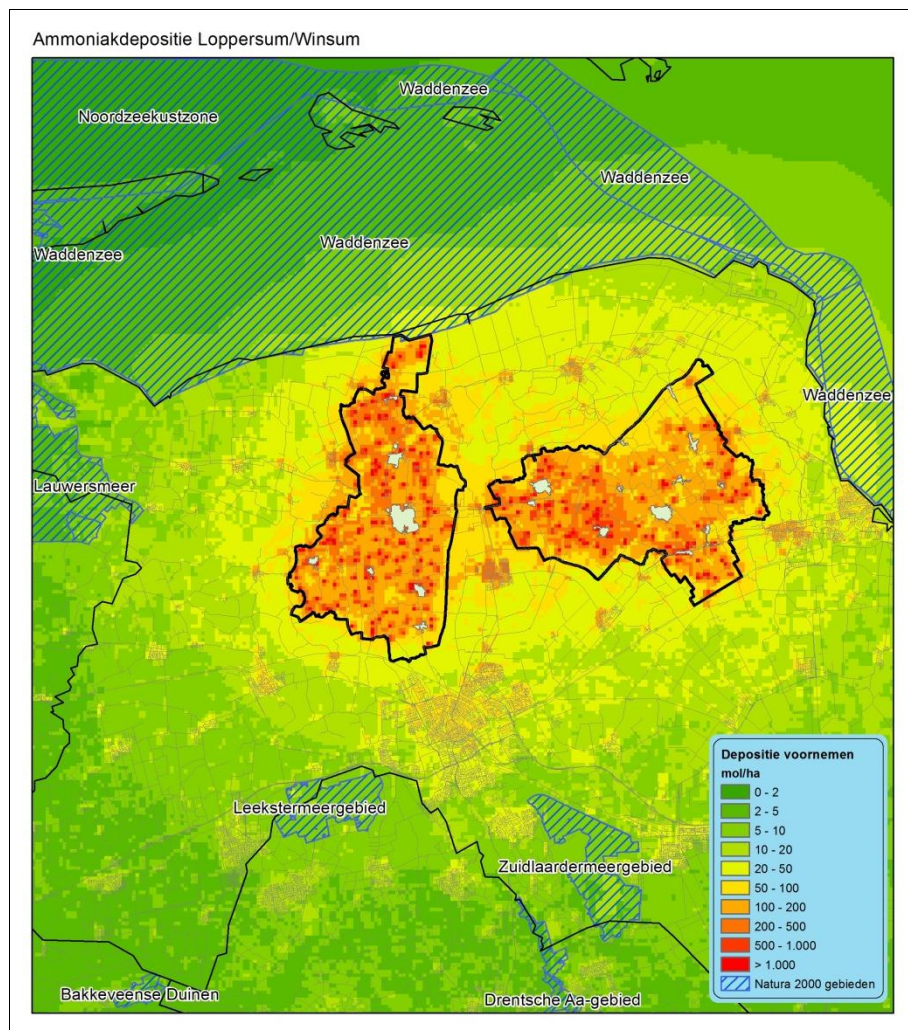 Ammoniakdepositie Loppersum/Winsum
Waddenzee
Noordzeekustzone
Waddenzee
Waddenzee
Waddenzee
Waddenzee
Lauwersmeer
Leekstermeergebied
Zuidlaardermeergebied
Bakkeveense Duinen
Drentsche Aa-gebied
Depositie voornemen
mol/ha
0 - 2
2 - 5
5 - 10
10 - 20
20 - 50
50 - 100
100 - 200
200 - 500
500 - 1.000
> 1.000
Natura 2000 gebieden